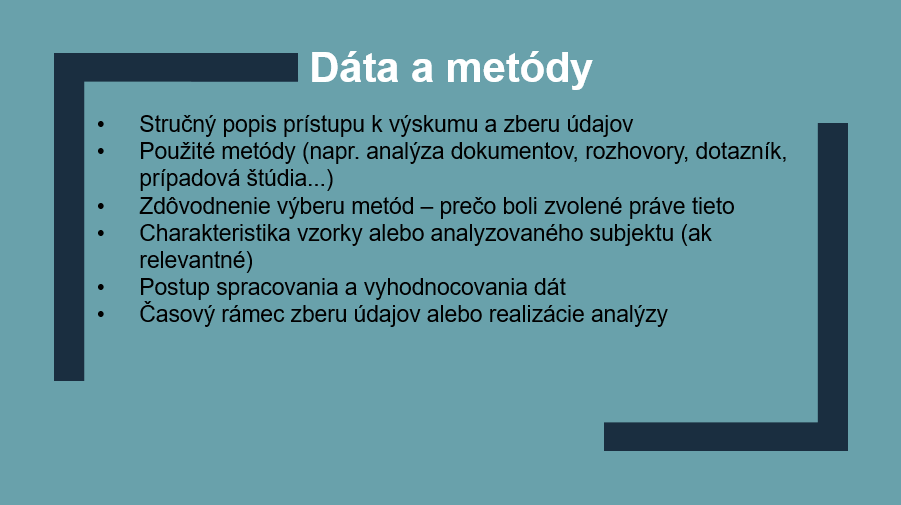 Dáta a metódy
• Stručný popis prístupu k výskumu a zberu údajov
• Použité metódy (napr. analýza dokumentov, rozhovory, dotazník,
prípadová štúdia...)
• Zdôvodnenie výberu metód – prečo boli zvolené práve tieto
• Charakteristika vzorky alebo analyzovaného subjektu (ak
relevantné)
• Postup spracovania a vyhodnocovania dát
• Časový rámec zberu údajov alebo realizácie analýzy